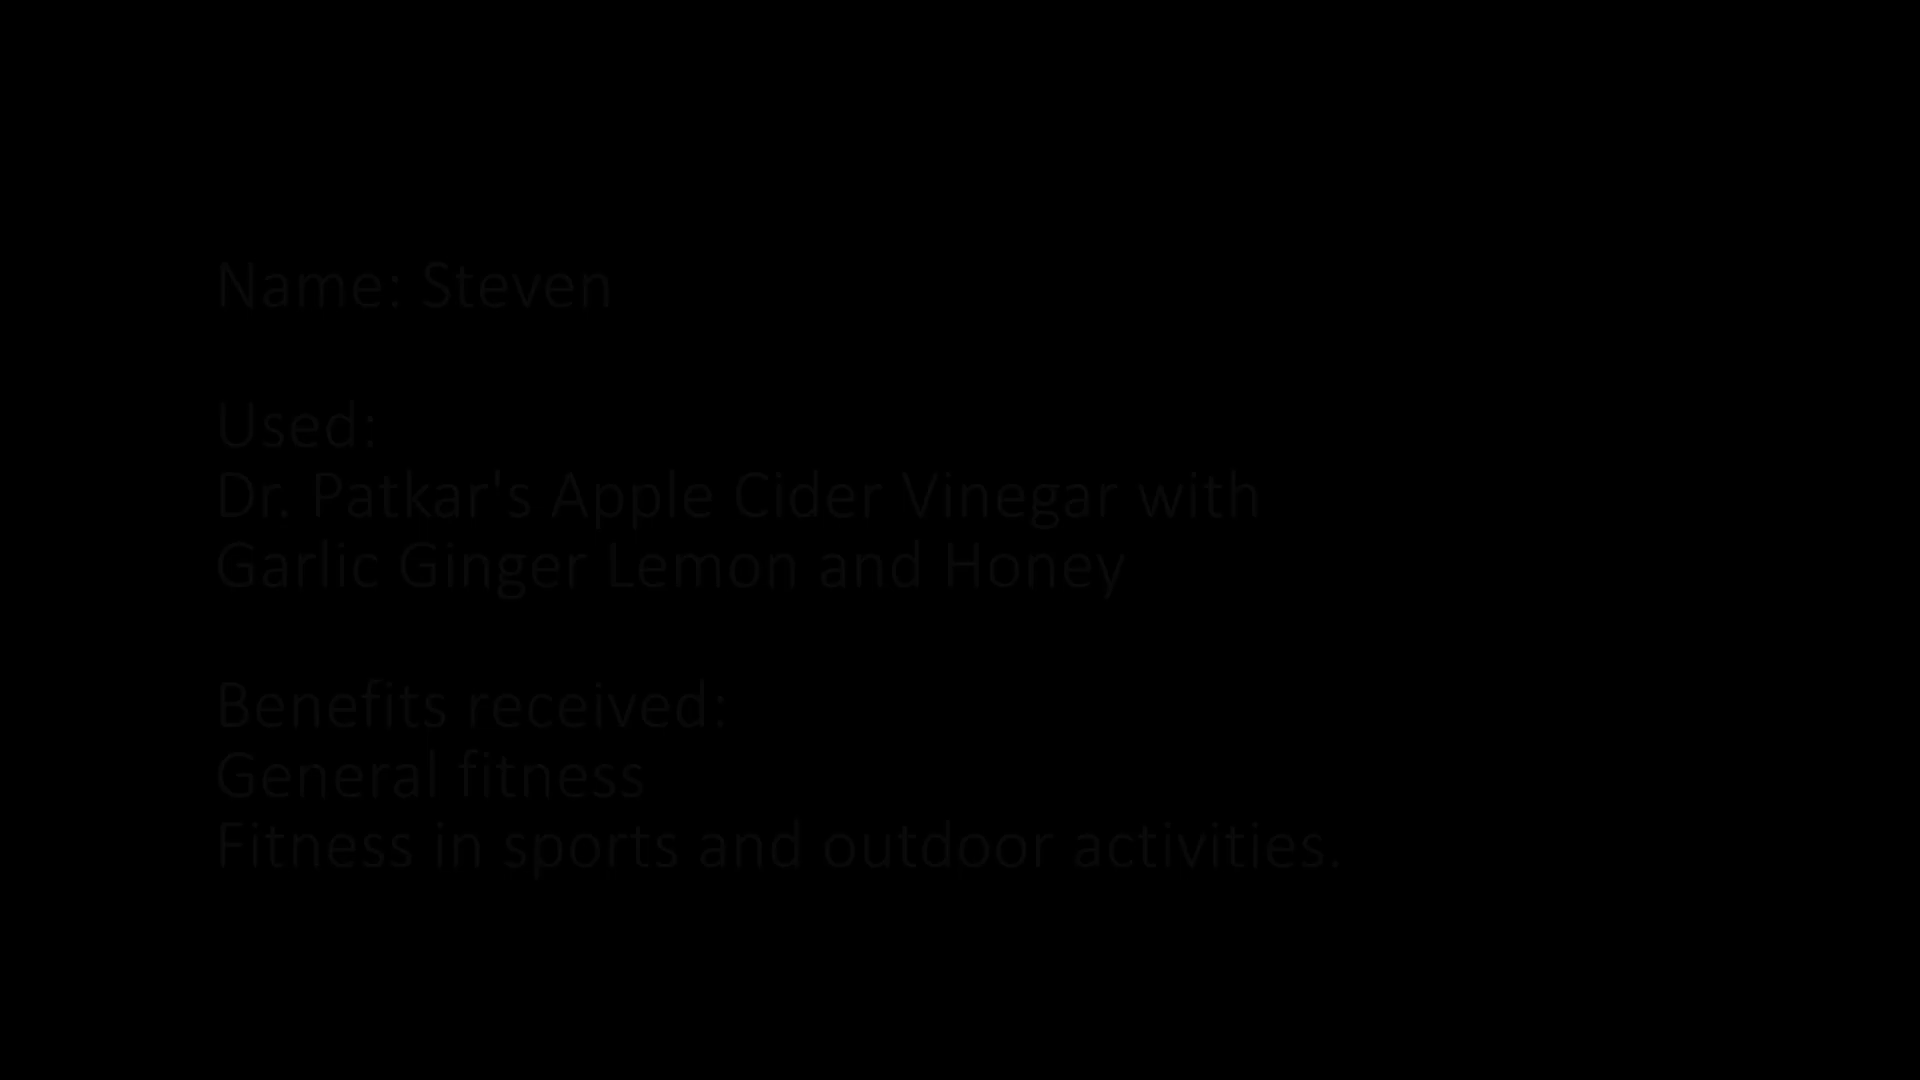 Name: Steven
Used:
Dr. Patkar's Apple Cider Vinegar with
Garlic Ginger Lemon and Honey
Benefits received:
General fitness
Fitness in sports and outdoor activities.